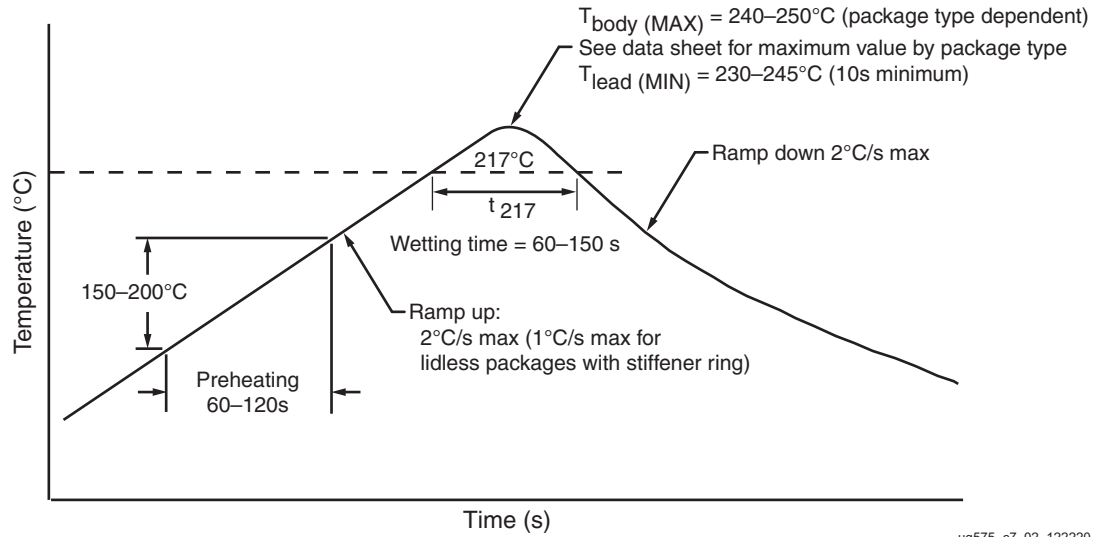 T body (MAX) = 240–250°C (package type dependent)
See data sheet for maximum value by package type
T lead (MIN) = 230–245°C (10s minimum)
217°C
Ramp down 2°C/s max
t 217
Wetting time = 60–150 s
Temperature (°C)
150–200°C
Ramp up:
2°C/s max (1°C/s max for
lidless packages with stiffener ring)
Preheating
60–120s
Time (s)